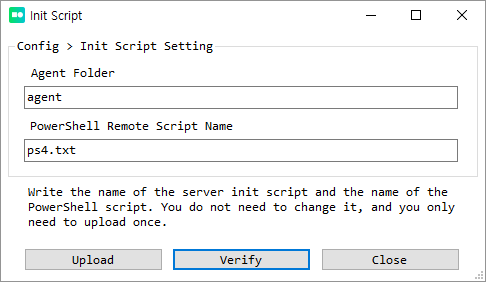 Init Script
Config > Init Script Setting
Agent Folder
agent
PowerShell Remote Script Name
ps4.txt
Write the name of the server init script and the name of the
PowerShell script. You do not need to change it, and you only
need to upload once.
Upload
Verify
Close